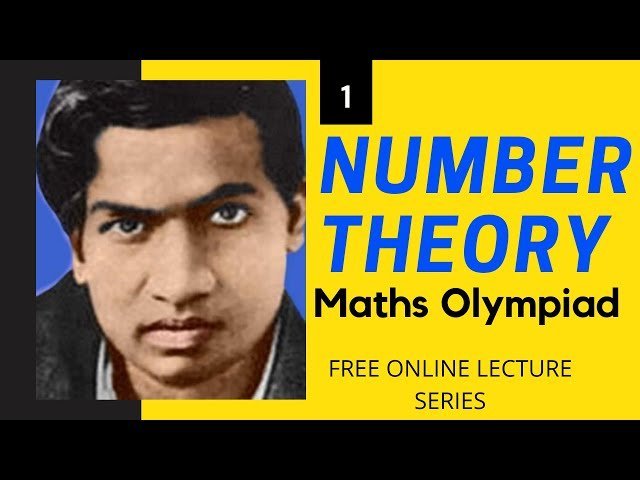 1
NUMBER
THEORY
Maths Olympiad
FREE ONLINE LECTURE
SERIES